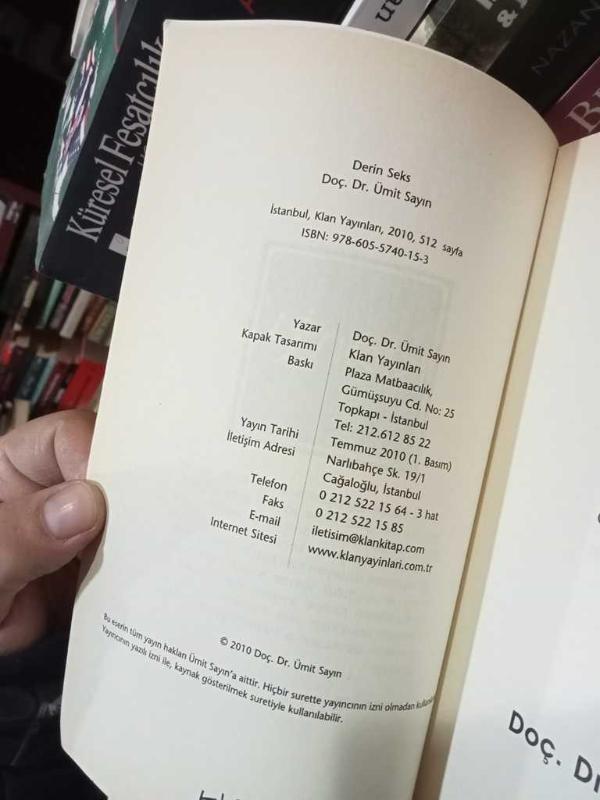 Küresel Fesatçılık
NAZAN
Derin Seks
Doç. Dr. Ümit Sayın
İstanbul, Klan Yayınları, 2010, 512 sayfa
ISBN: 978-605-5740-15-3
Yazar Doç. Dr. Ümit Sayın
Kapak Tasarımı Klan Yayınları
Baskı Plaza Matbaacılık,
Gümüşsuyu Cd. No: 25
Topkapı - İstanbul
Tel: 212.612 85 22
Yayın Tarihi Temmuz 2010 (1. Basım)
İletişim Adresi Narlıbahçe Sk. 19/1
Cağaloğlu, İstanbul
Telefon 0 212 522 15 64 - 3 hat
Faks 0 212 522 15 85
E-mail iletisim@klankitap.com
Internet Sitesi www.klanyayinlari.com.tr
© 2010 Doç. Dr. Ümit Sayın
Bu eserin tüm yayın hakları Ümit Sayın'a aittir. Hiçbir surette yayıncının izni olmadan
Yayıncının yazılı izni ile, kaynak gösterilmek suretiyle kullanılabilir.
Doç. Dr